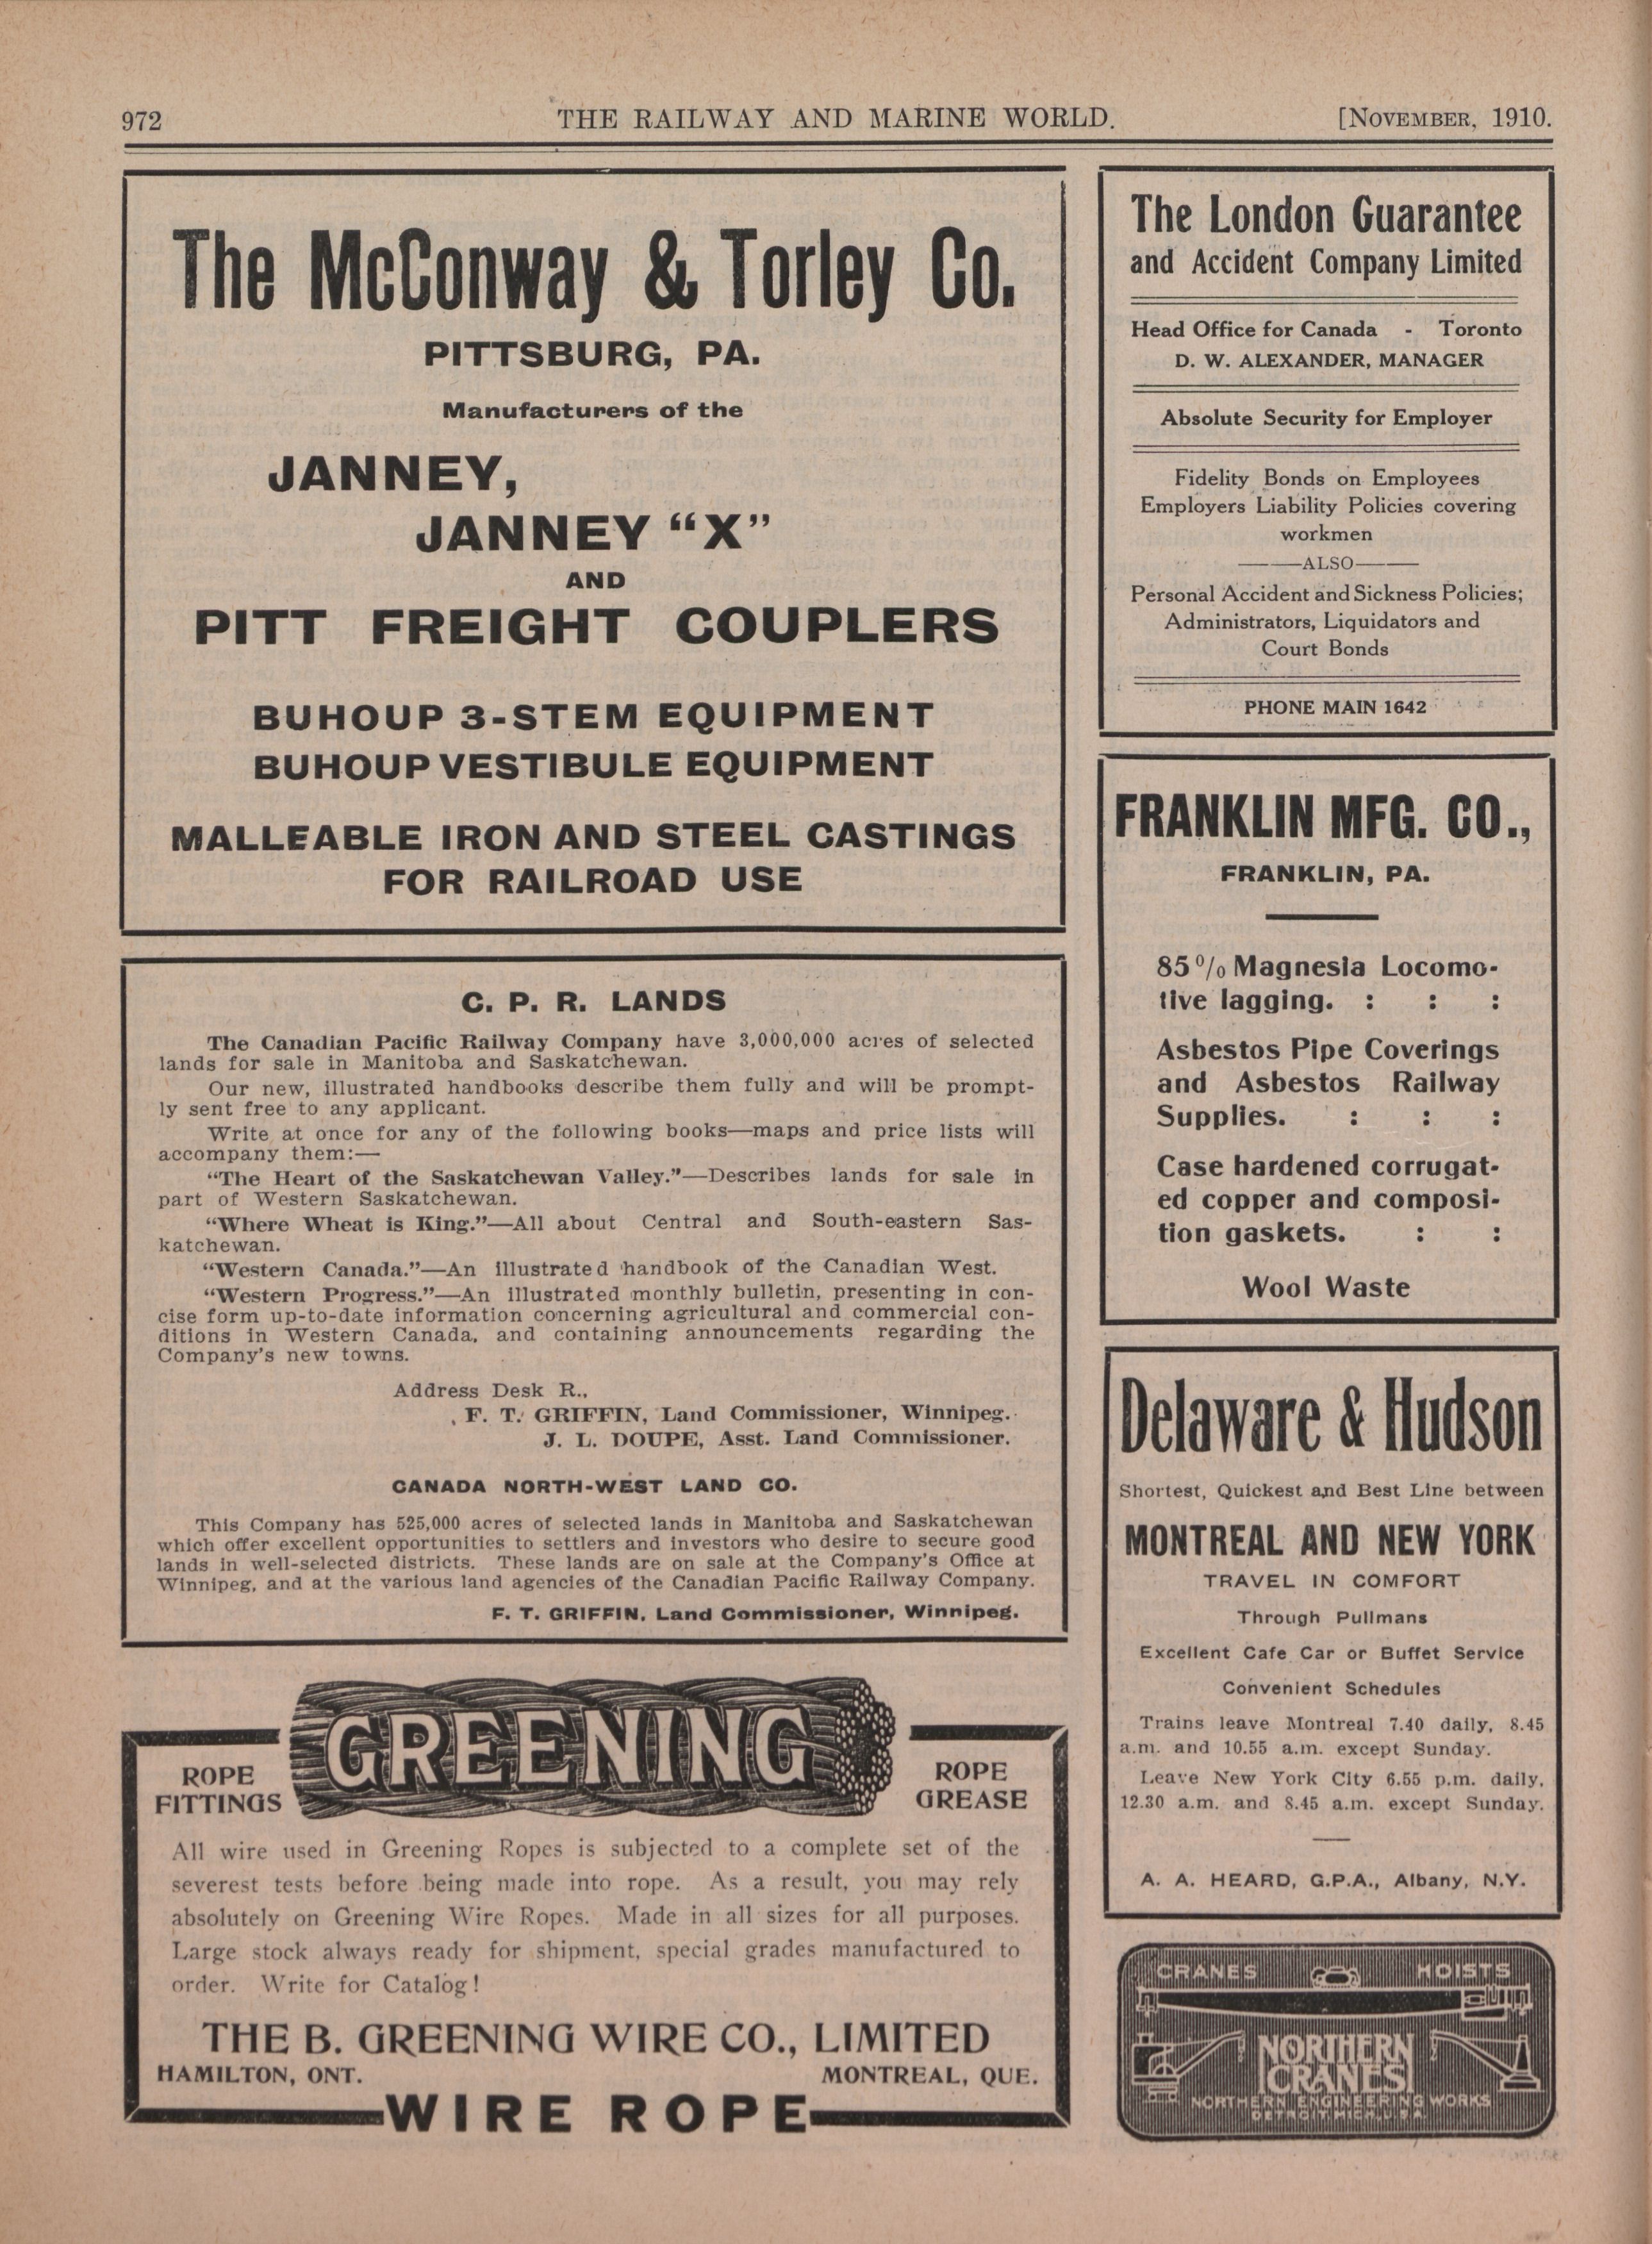 972
THE RAILWAY AND MARINE WORLD.
[NOVEMBER, 1910.
The McConway & Torley Co.
PITTSBURG, PA.
Manufacturers of the
JANNEY,
JANNEY “X”
AND
PITT FREIGHT COUPLERS
BUHOUP 3-STEM EQUIPMENT
BUHOUP VESTIBULE EQUIPMENT
MALLEABLE IRON AND STEEL CASTINGS
FOR RAILROAD USE
C. P. R. LANDS
The Canadian Pacific Railway Company have 3,000,000 acres of selected
lands for sale in Manitoba and Saskatchewan.
Our new, illustrated handbooks describe them fully and will be prompt-
ly sent free to any applicant.
Write at once for any of the following books—maps and price lists will
accompany them:—
“The Heart of the Saskatchewan Valley.”—Describes lands for sale in
part of Western Saskatchewan.
“Where Wheat is King.”—All about Central and South-eastern Sas-
katchewan.
“Western Canada.”—An illustrated handbook of the Canadian West.
“Western Progress.”—An illustrated monthly bulletin, presenting in con-
cise form up-to-date information concerning agricultural and commercial con-
ditions in Western Canada, and containing announcements regarding the
Company's new towns.
Address Desk R.,
F. T. GRIFFIN, Land Commissioner, Winnipeg.
J. L. DOUPE, Asst. Land Commissioner.
CANADA NORTH-WEST LAND CO.
This Company has 525,000 acres of selected lands in Manitoba and Saskatchewan
which offer excellent opportunities to settlers and investors who desire to secure good
lands in well-selected districts. These lands are on sale at the Company's Office at
Winnipeg, and at the various land agencies of the Canadian Pacific Railway Company.
F. T. GRIFFIN, Land Commissioner, Winnipeg.
GREENING
ROPE
FITTINGS
ROPE
GREASE
All wire used in Greening Ropes is subjected to a complete set of the
severest tests before being made into rope. As a result, you may rely
absolutely on Greening Wire Ropes. Made in all sizes for all purposes.
Large stock always ready for shipment, special grades manufactured to
order. Write for Catalog!
THE B. GREENING WIRE CO., LIMITED
HAMILTON, ONT.
MONTREAL, QUE.
WIRE ROPE
The London Guarantee
and Accident Company Limited
Head Office for Canada - Toronto
D. W. ALEXANDER, MANAGER
Absolute Security for Employer
Fidelity Bonds on Employees
Employers Liability Policies covering
workmen
ALSO
Personal Accident and Sickness Policies;
Administrators, Liquidators and
Court Bonds
PHONE MAIN 1642
FRANKLIN MFG. CO.,
FRANKLIN, PA.
85% Magnesia Locomo-
tive lagging. : : :
Asbestos Pipe Coverings
and Asbestos Railway
Supplies. : : :
Case hardened corrugat-
ed copper and composi-
tion gaskets. : :
Wool Waste
Delaware & Hudson
Shortest, Quickest and Best Line between
MONTREAL AND NEW YORK
TRAVEL IN COMFORT
Through Pullmans
Excellent Cafe Car or Buffet Service
Convenient Schedules
Trains leave Montreal 7.40 daily, 8.45
a.m. and 10.55 a.m. except Sunday.
Leave New York City 6.55 p.m. daily,
12.30 a.m. and 8.45 a.m. except Sunday.
A. A. HEARD, G.P.A., Albany, N.Y.
CRANES
HOISTS
NORTHERN
CRANES
NORTHERN ENGINEERING WORKS
DETROIT. MICH. U.S.A.